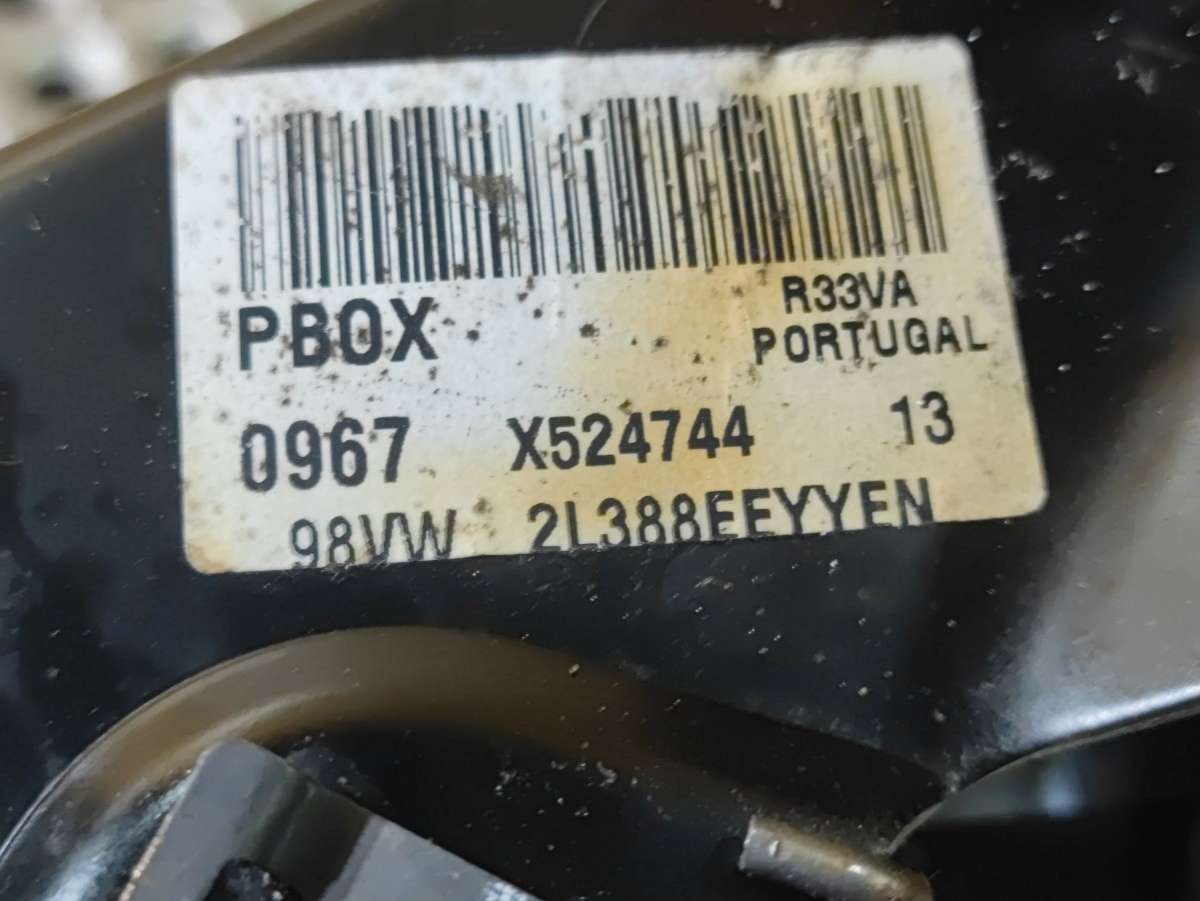 PBOX R33VA
PORTUGAL
0967 X524744 13
98VW 2L388EEYYEN